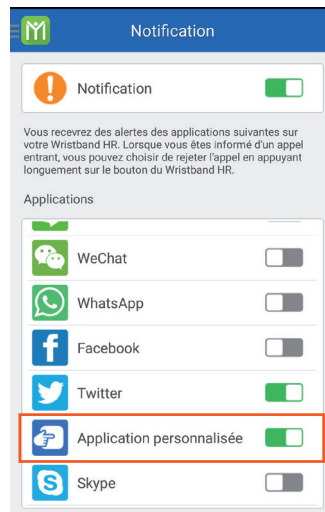 Notification
Notification
Vous recevrez des alertes des applications suivantes sur
votre Wristband HR. Lorsque vous êtes informé d'un appel
entrant, vous pouvez choisir de rejeter l'appel en appuyant
longuement sur le bouton du Wristband HR.
Applications
WeChat
WhatsApp
Facebook
Twitter
Application personnalisée
Skype